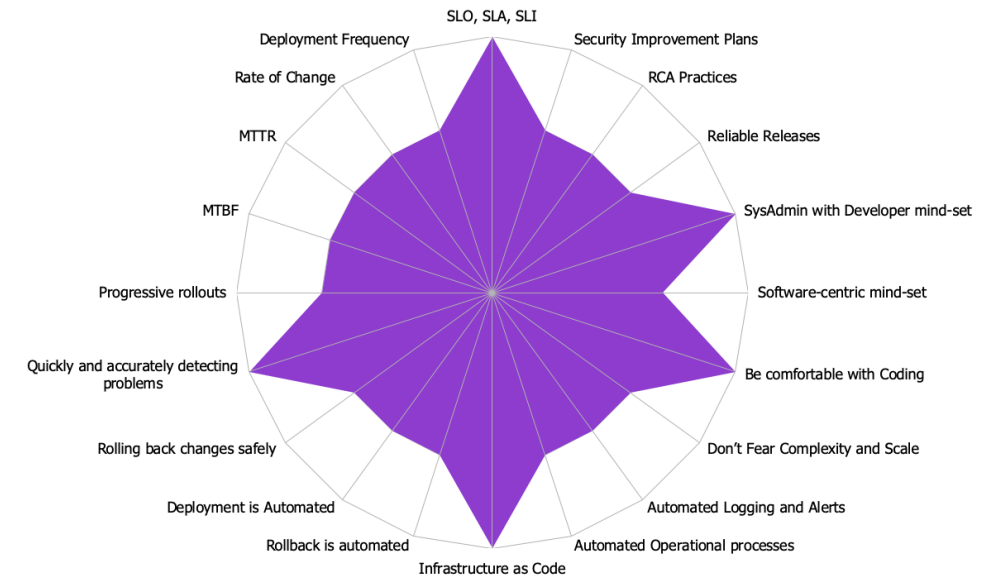 SLO, SLA, SLI
Deployment Frequency
Security Improvement Plans
Rate of Change
RCA Practices
MTTR
Reliable Releases
MTBF
SysAdmin with Developer mind-set
Progressive rollouts
Software-centric mind-set
Quickly and accurately detecting
problems
Be comfortable with Coding
Rolling back changes safely
Don’t Fear Complexity and Scale
Deployment is Automated
Automated Logging and Alerts
Rollback is automated
Automated Operational processes
Infrastructure as Code